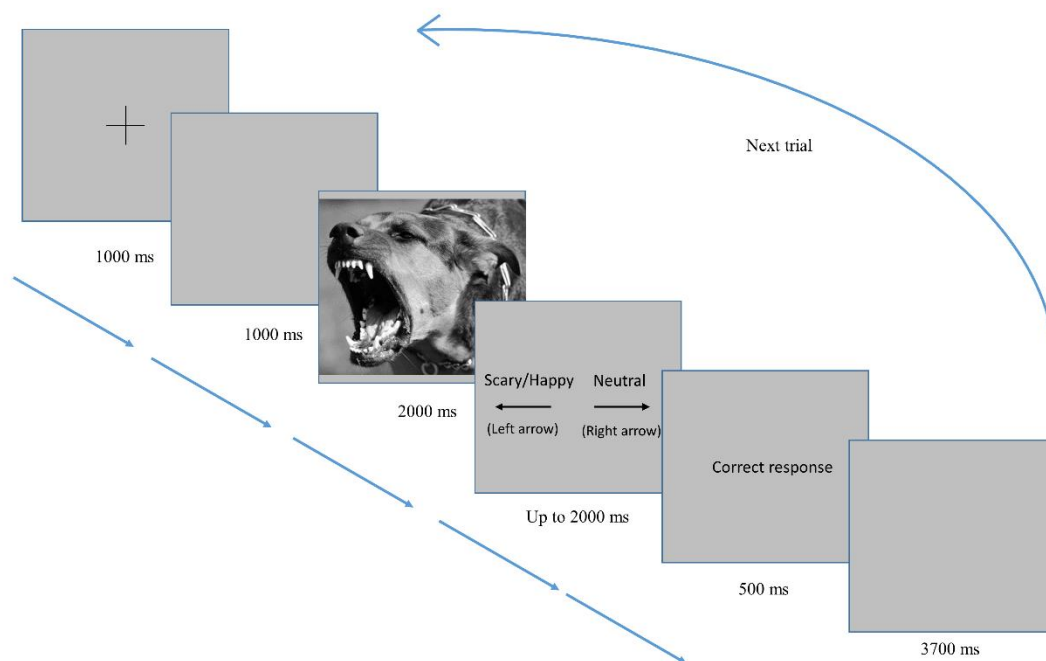 Next trial
1000 ms
1000 ms
2000 ms
Scary/Happy Neutral
(Left arrow) (Right arrow)
Up to 2000 ms
Correct response
500 ms
3700 ms